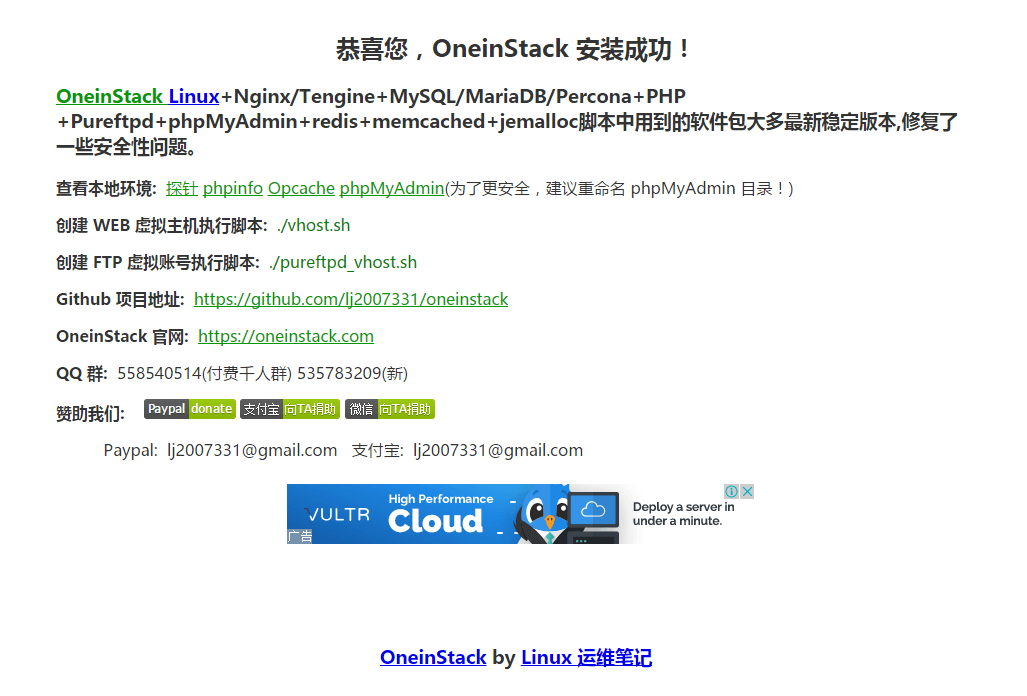 恭喜您，OneinStack 安装成功！
OneinStack Linux+Nginx/Tengine+MySQL/MariaDB/Percona+PHP
+Pureftpd+phpMyAdmin+redis+memcached+jemalloc脚本中用到的软件包大多最新稳定版本,修复了
一些安全性问题。
查看本地环境: 探针 phpinfo Opcache phpMyAdmin(为了更安全，建议重命名 phpMyAdmin 目录！)
创建 WEB 虚拟主机执行脚本: ./vhost.sh
创建 FTP 虚拟账号执行脚本: ./pureftpd_vhost.sh
Github 项目地址: https://github.com/lj2007331/oneinstack
OneinStack 官网: https://oneinstack.com
QQ 群: 558540514(付费千人群) 535783209(新)
赞助我们: Paypal donate 支付宝 向TA捐助 微信 向TA捐助
Paypal: lj2007331@gmail.com 支付宝: lj2007331@gmail.com
VULTR
High Performance
Cloud
Deploy a server in
under a minute.
广告
OneinStack by Linux 运维笔记